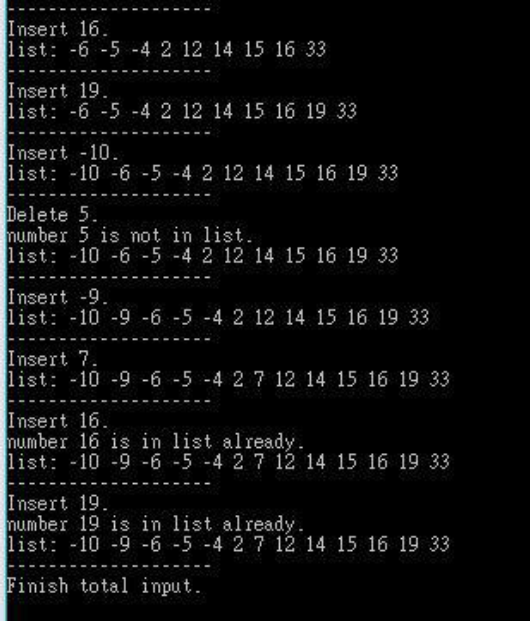 --------------------
Insert 16.
list: -6 -5 -4 2 12 14 15 16 33
--------------------
Insert 19.
list: -6 -5 -4 2 12 14 15 16 19 33
--------------------
Insert -10.
list: -10 -6 -5 -4 2 12 14 15 16 19 33
--------------------
Delete 5.
number 5 is not in list.
list: -10 -6 -5 -4 2 12 14 15 16 19 33
--------------------
Insert -9.
list: -10 -9 -6 -5 -4 2 12 14 15 16 19 33
--------------------
Insert 7.
list: -10 -9 -6 -5 -4 2 7 12 14 15 16 19 33
--------------------
Insert 16.
number 16 is in list already.
list: -10 -9 -6 -5 -4 2 7 12 14 15 16 19 33
--------------------
Insert 19.
number 19 is in list already.
list: -10 -9 -6 -5 -4 2 7 12 14 15 16 19 33
--------------------
Finish total input.